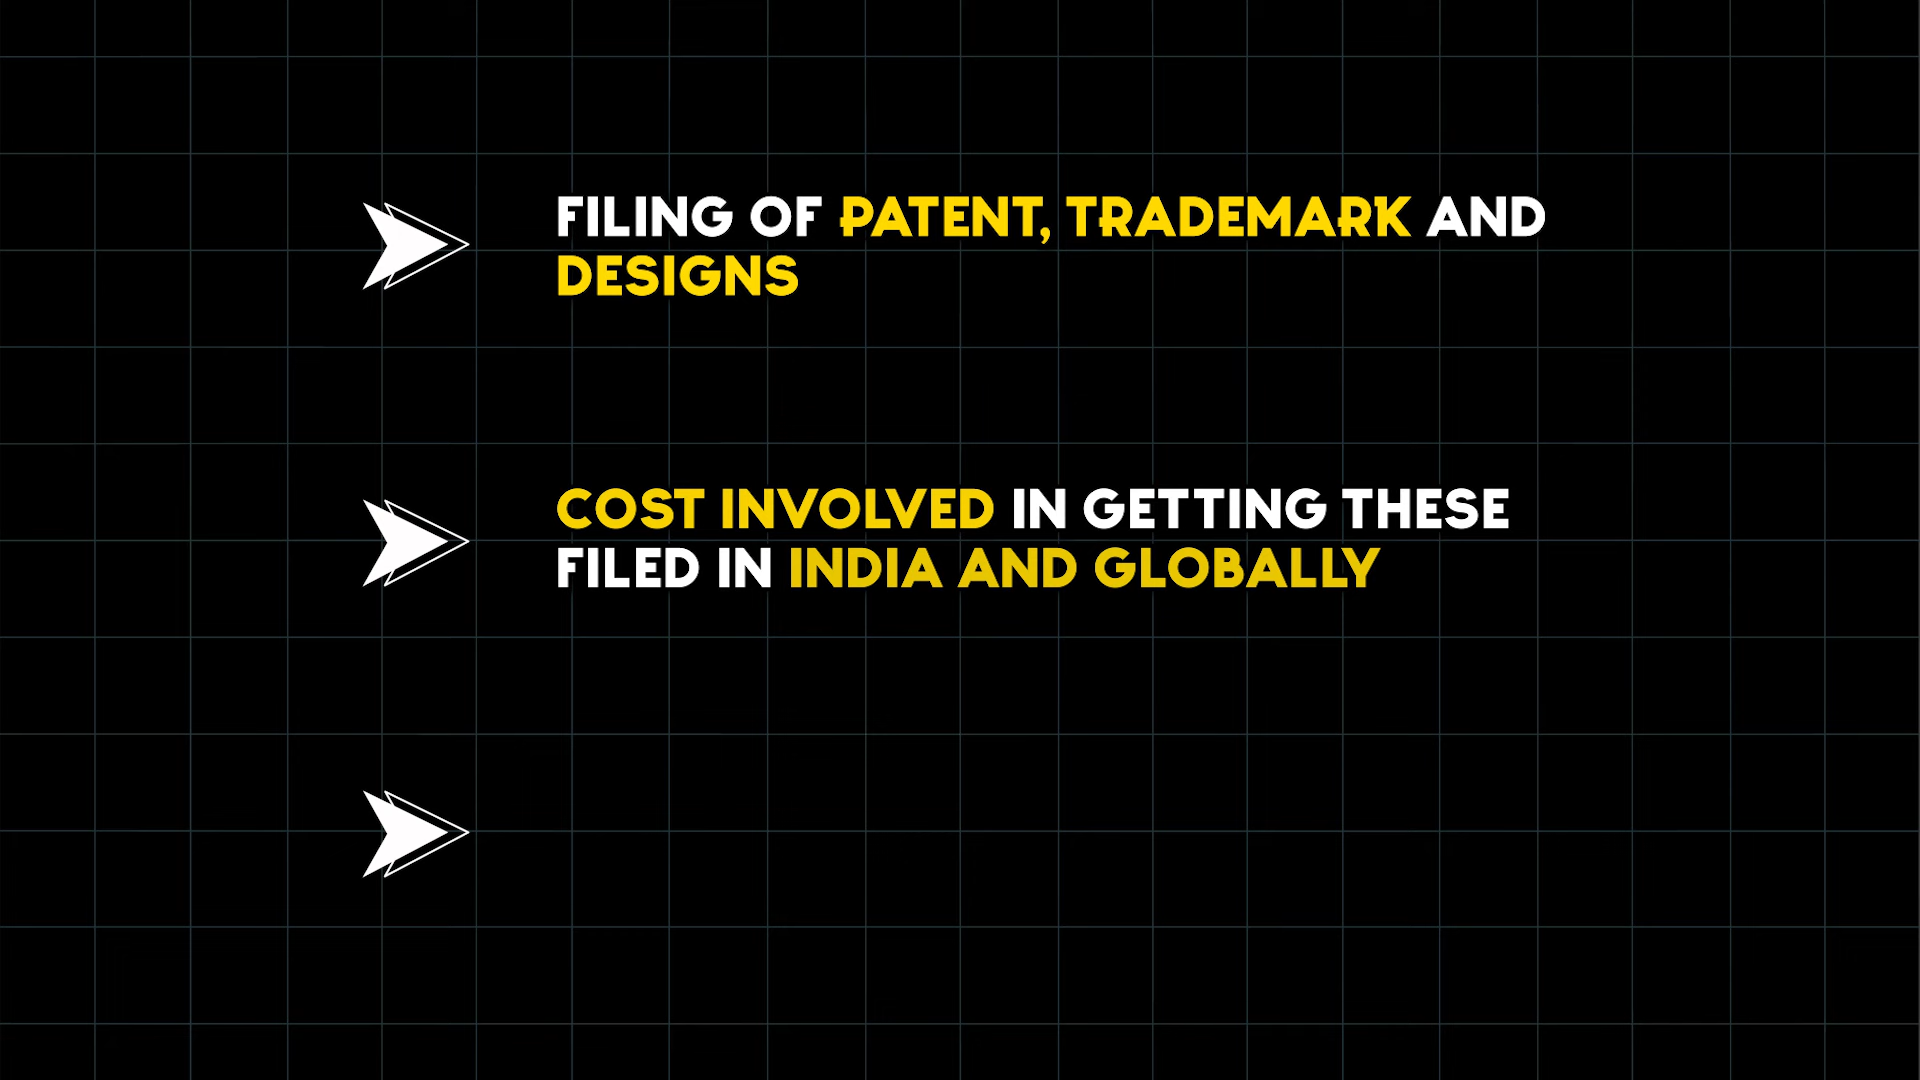 FILING OF PATENT, TRADEMARK AND
DESIGNS
COST INVOLVED IN GETTING THESE
FILED IN INDIA AND GLOBALLY